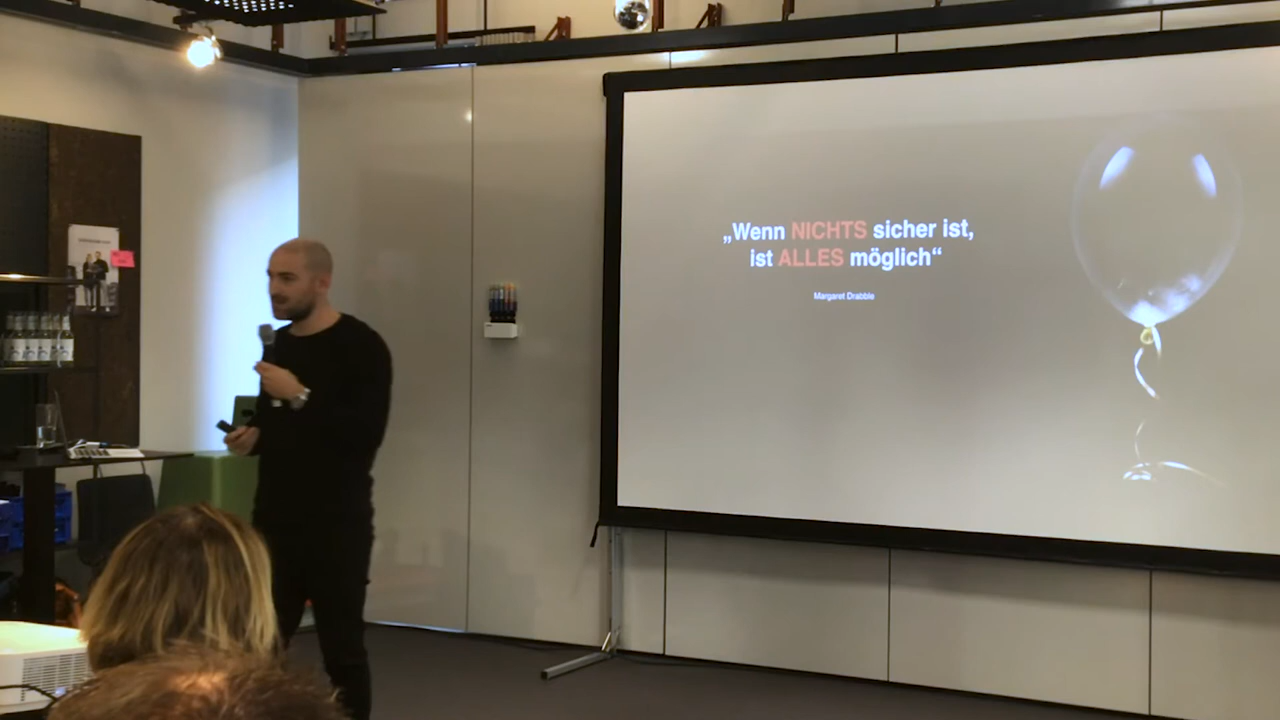 „Wenn NICHTS sicher ist,
ist ALLES möglich“
Margaret Drabble